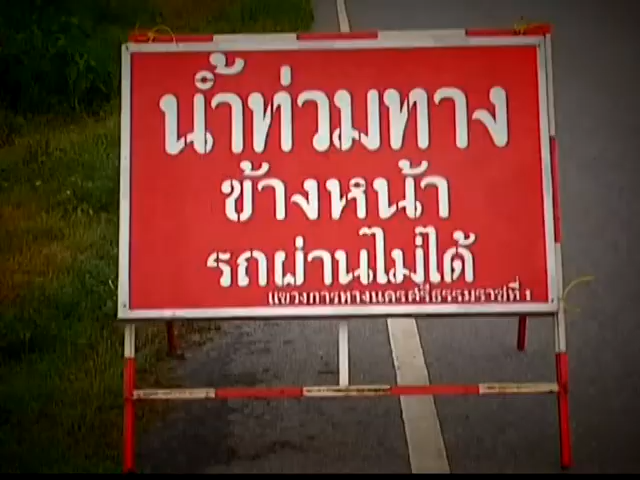 น้ำท่วมทาง
ข้างหน้า
รถผ่านไม่ได้
แขวงการทางนครศรีธรรมราชที่ 1